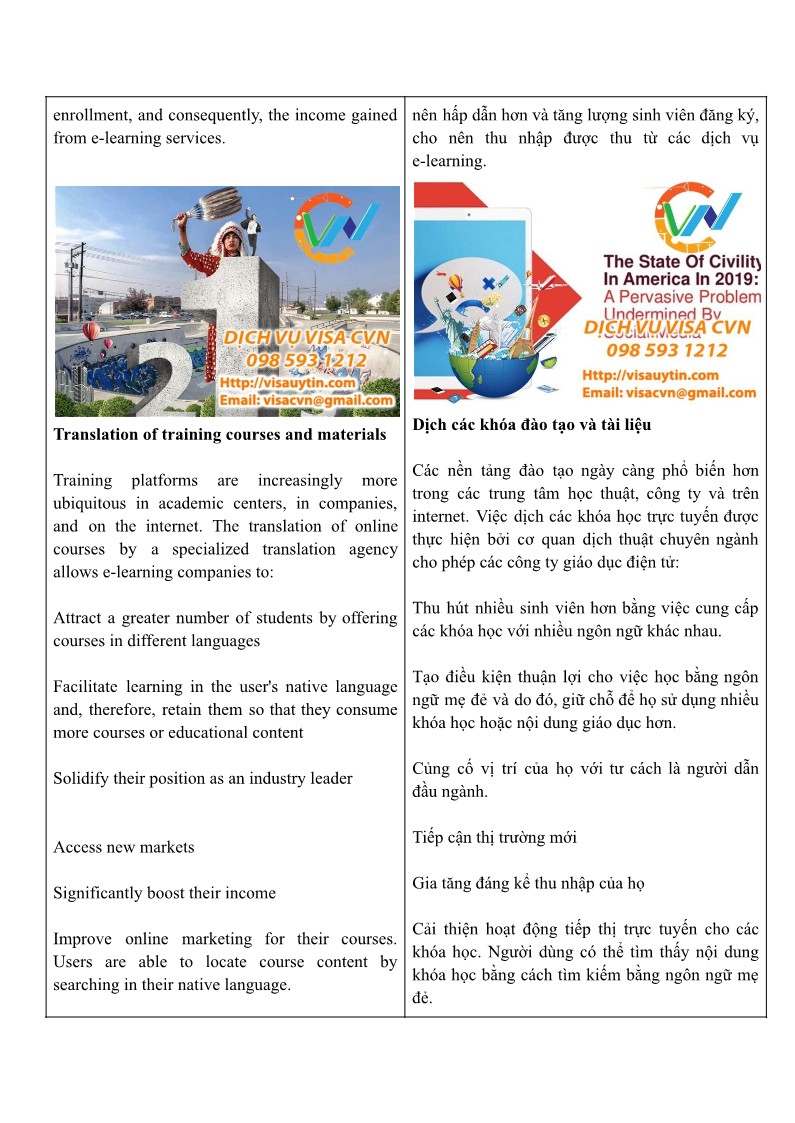 enrollment, and consequently, the income gained
from e-learning services.
DỊCH VỤ VISA CVN
098 593 1212
Http://visauytin.com
Email: visacvn@gmail.com
Translation of training courses and materials
Training platforms are increasingly more
ubiquitous in academic centers, in companies,
and on the internet. The translation of online
courses by a specialized translation agency
allows e-learning companies to:
Attract a greater number of students by offering
courses in different languages
Facilitate learning in the user's native language
and, therefore, retain them so that they consume
more courses or educational content
Solidify their position as an industry leader
Access new markets
Significantly boost their income
Improve online marketing for their courses.
Users are able to locate course content by
searching in their native language.
nên hấp dẫn hơn và tăng lượng sinh viên đăng ký,
cho nên thu nhập được thu từ các dịch vụ
e-learning.
CVN
The State Of Civility
In America In 2019:
A Pervasive Problem
Undermined By
Social Media
DỊCH VỤ VISA CVN
098 593 1212
Http://visauytin.com
Email: visacvn@gmail.com
Dịch các khóa đào tạo và tài liệu
Các nền tảng đào tạo ngày càng phổ biến hơn
trong các trung tâm học thuật, công ty và trên
internet. Việc dịch các khóa học trực tuyến được
thực hiện bởi cơ quan dịch thuật chuyên ngành
cho phép các công ty giáo dục điện tử:
Thu hút nhiều sinh viên hơn bằng việc cung cấp
các khóa học với nhiều ngôn ngữ khác nhau.
Tạo điều kiện thuận lợi cho việc học bằng ngôn
ngữ mẹ đẻ và do đó, giữ chỗ để họ sử dụng nhiều
khóa học hoặc nội dung giáo dục hơn.
Củng cố vị trí của họ với tư cách là người dẫn
đầu ngành.
Tiếp cận thị trường mới
Gia tăng đáng kể thu nhập của họ
Cải thiện hoạt động tiếp thị trực tuyến cho các
khóa học. Người dùng có thể tìm thấy nội dung
khóa học bằng cách tìm kiếm bằng ngôn ngữ mẹ
đẻ.